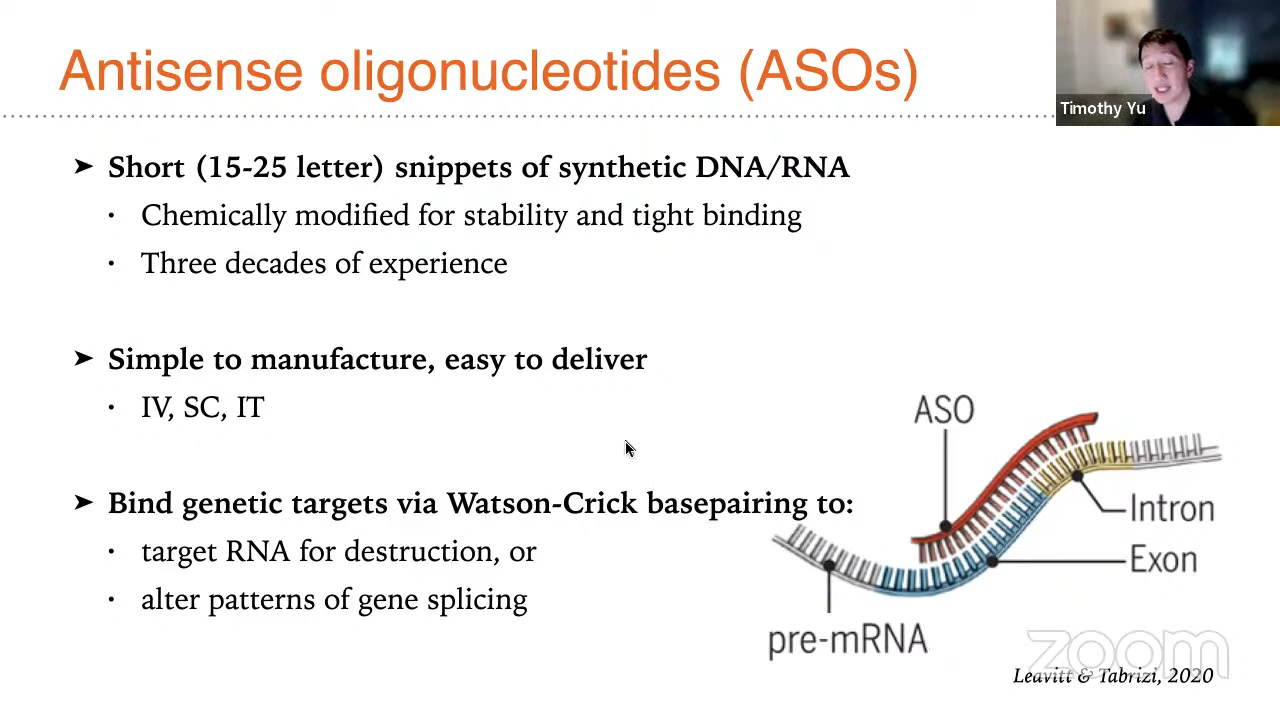 Antisense oligonucleotides (ASOs)
Timothy Yu
➤ Short (15-25 letter) snippets of synthetic DNA/RNA
• Chemically modified for stability and tight binding
• Three decades of experience
➤ Simple to manufacture, easy to deliver
• IV, SC, IT
➤ Bind genetic targets via Watson-Crick basepairing to:
• target RNA for destruction, or
• alter patterns of gene splicing
ASO
Intron
Exon
pre-mRNA
zoom
Leavitt & Tabrizi, 2020